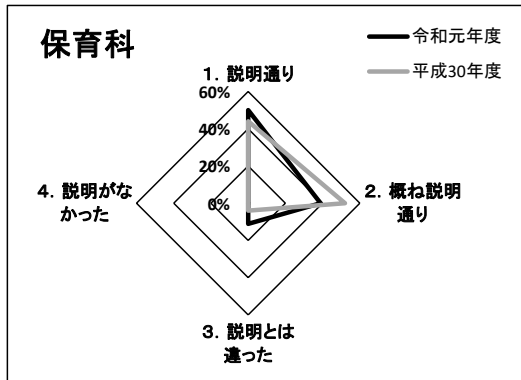 保育科
令和元年度
平成30年度
1．説明通り
60%
40%
20%
0%
4．説明がな
かった
2．概ね説明
通り
3．説明とは
違った